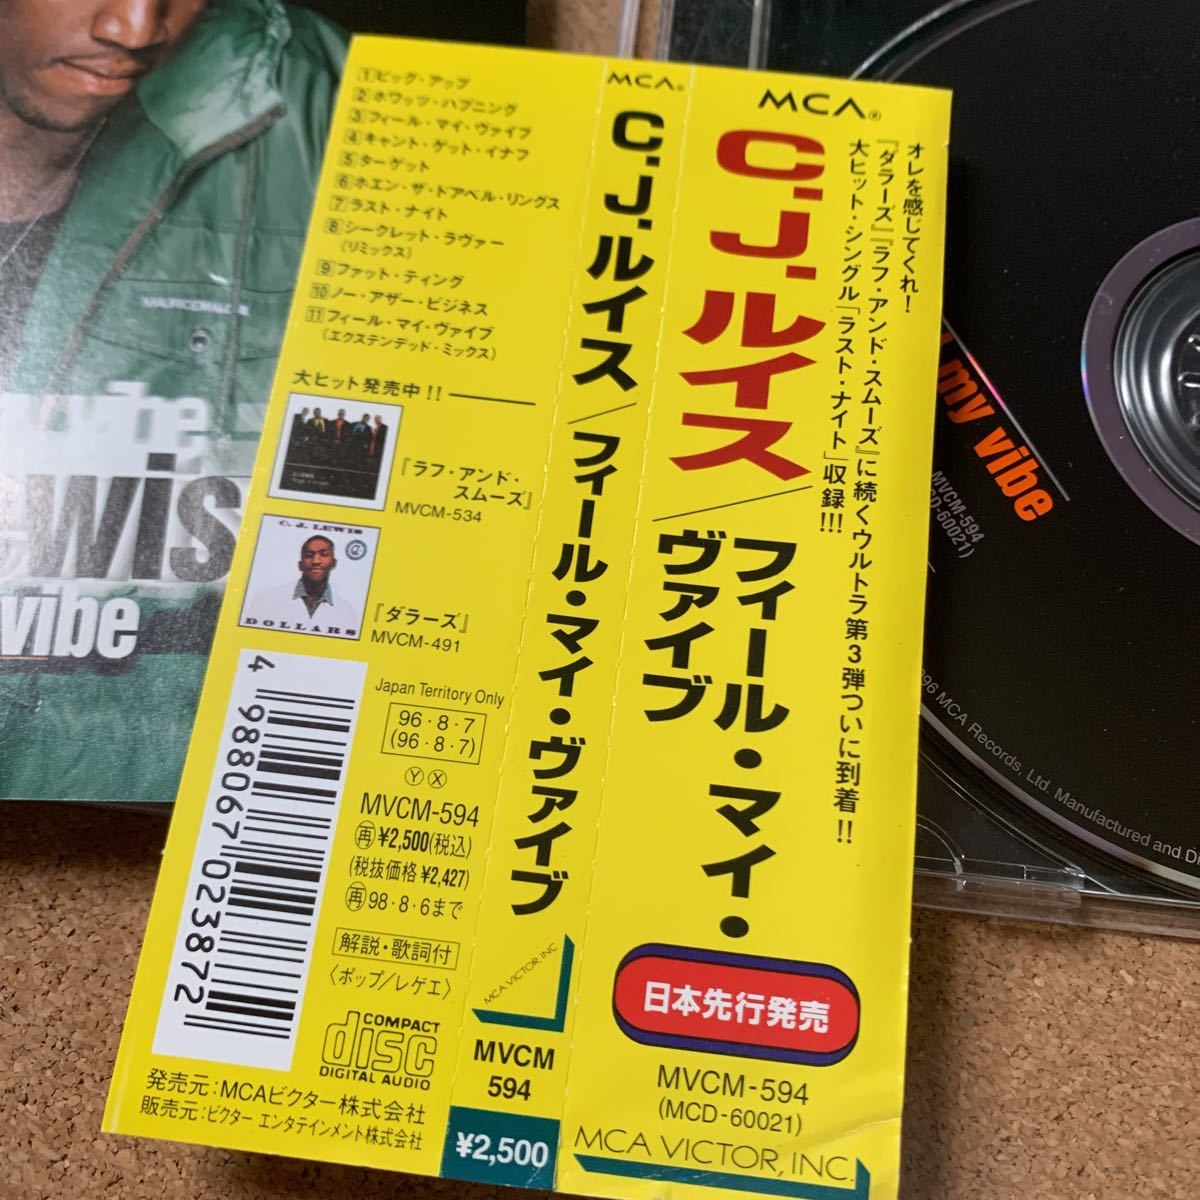 MCA®
C.J.ルイス／フィール・マイ・ヴァイブ
オレを感じてくれ！
『ダラーズ』『ラフ・アンド・スムーズ』に続くウルトラ第3弾ついに到着!!
大ヒット・シングル「ラスト・ナイト」収録!!!
日本先行発売
MVCM-594
(MCD-60021)
MCA VICTOR, INC.
MCA®
C.J.ルイス／フィール・マイ・ヴァイブ
MCA VICTOR, INC
MVCM
594
¥2,500
1 ビッグ・アップ
2 ホワッツ・ハプニング
3 フィール・マイ・ヴァイブ
4 キャント・ゲット・イナフ
5 ターゲット
6 ホエン・ザ・ドアベル・リングス
7 ラスト・ナイト
8 シークレット・ラヴァー
(リミックス)
9 ファット・ティング
10 ノー・アザー・ビジネス
11 フィール・マイ・ヴァイブ
(エクステンデッド・ミックス)
大ヒット発売中!!
『ラフ・アンド・
スムーズ』
MVCM-534
C. J. LEWIS
DOLLARS
『ダラーズ』
MVCM-491
4 988067 023872
Japan Territory Only
96・8・7
(96・8・7)
Ⓨ Ⓧ
MVCM-594
再 ¥2,500(税込)
(税抜価格¥2,427)
再 98・8・6まで
解説・歌詞付
〈ポップ/レゲエ〉
COMPACT
disc
DIGITAL AUDIO
発売元：MCAビクター株式会社
販売元：ビクター エンタテインメント株式会社
ewis
vibe
my vibe
MVCM-594
MCA Records, Ltd. Manufactured and